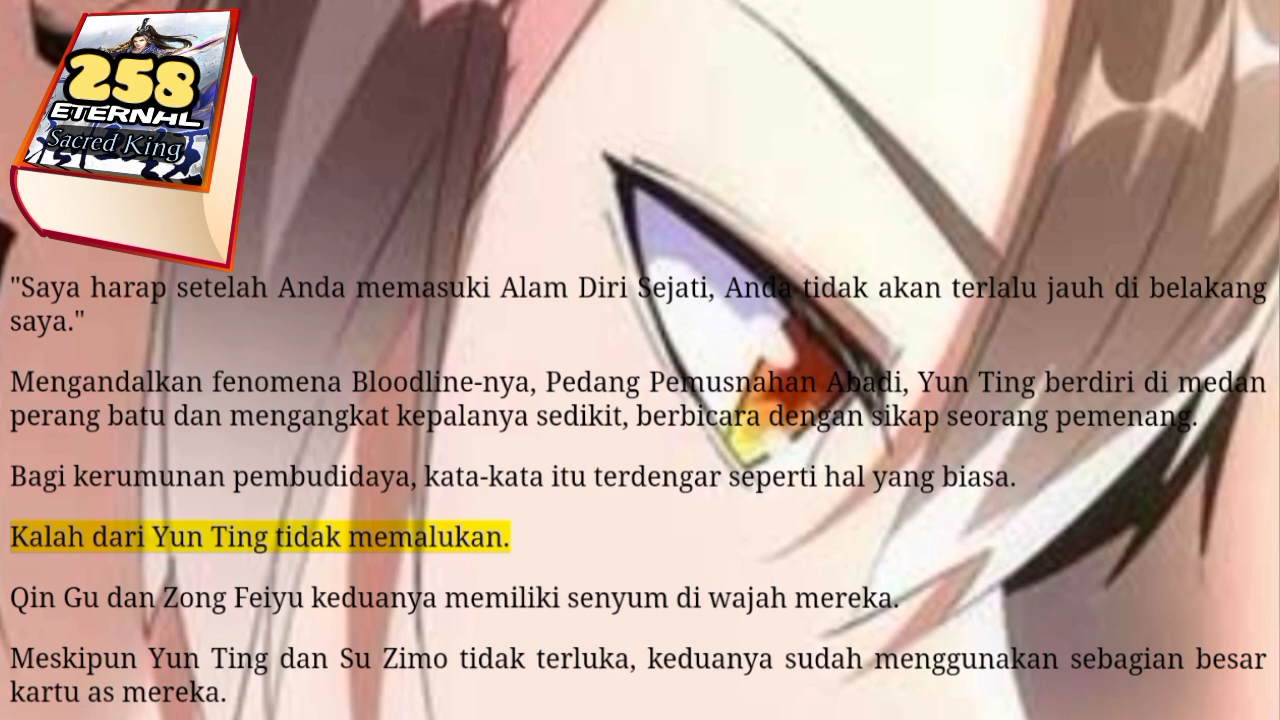 258
ETERNAL
Sacred King
"Saya harap setelah Anda memasuki Alam Diri Sejati, Anda tidak akan terlalu jauh di belakang
saya."
Mengandalkan fenomena Bloodline-nya, Pedang Pemusnahan Abadi, Yun Ting berdiri di medan
perang batu dan mengangkat kepalanya sedikit, berbicara dengan sikap seorang pemenang.
Bagi kerumunan pembudidaya, kata-kata itu terdengar seperti hal yang biasa.
Kalah dari Yun Ting tidak memalukan.
Qin Gu dan Zong Feiyu keduanya memiliki senyum di wajah mereka.
Meskipun Yun Ting dan Su Zimo tidak terluka, keduanya sudah menggunakan sebagian besar
kartu as mereka.